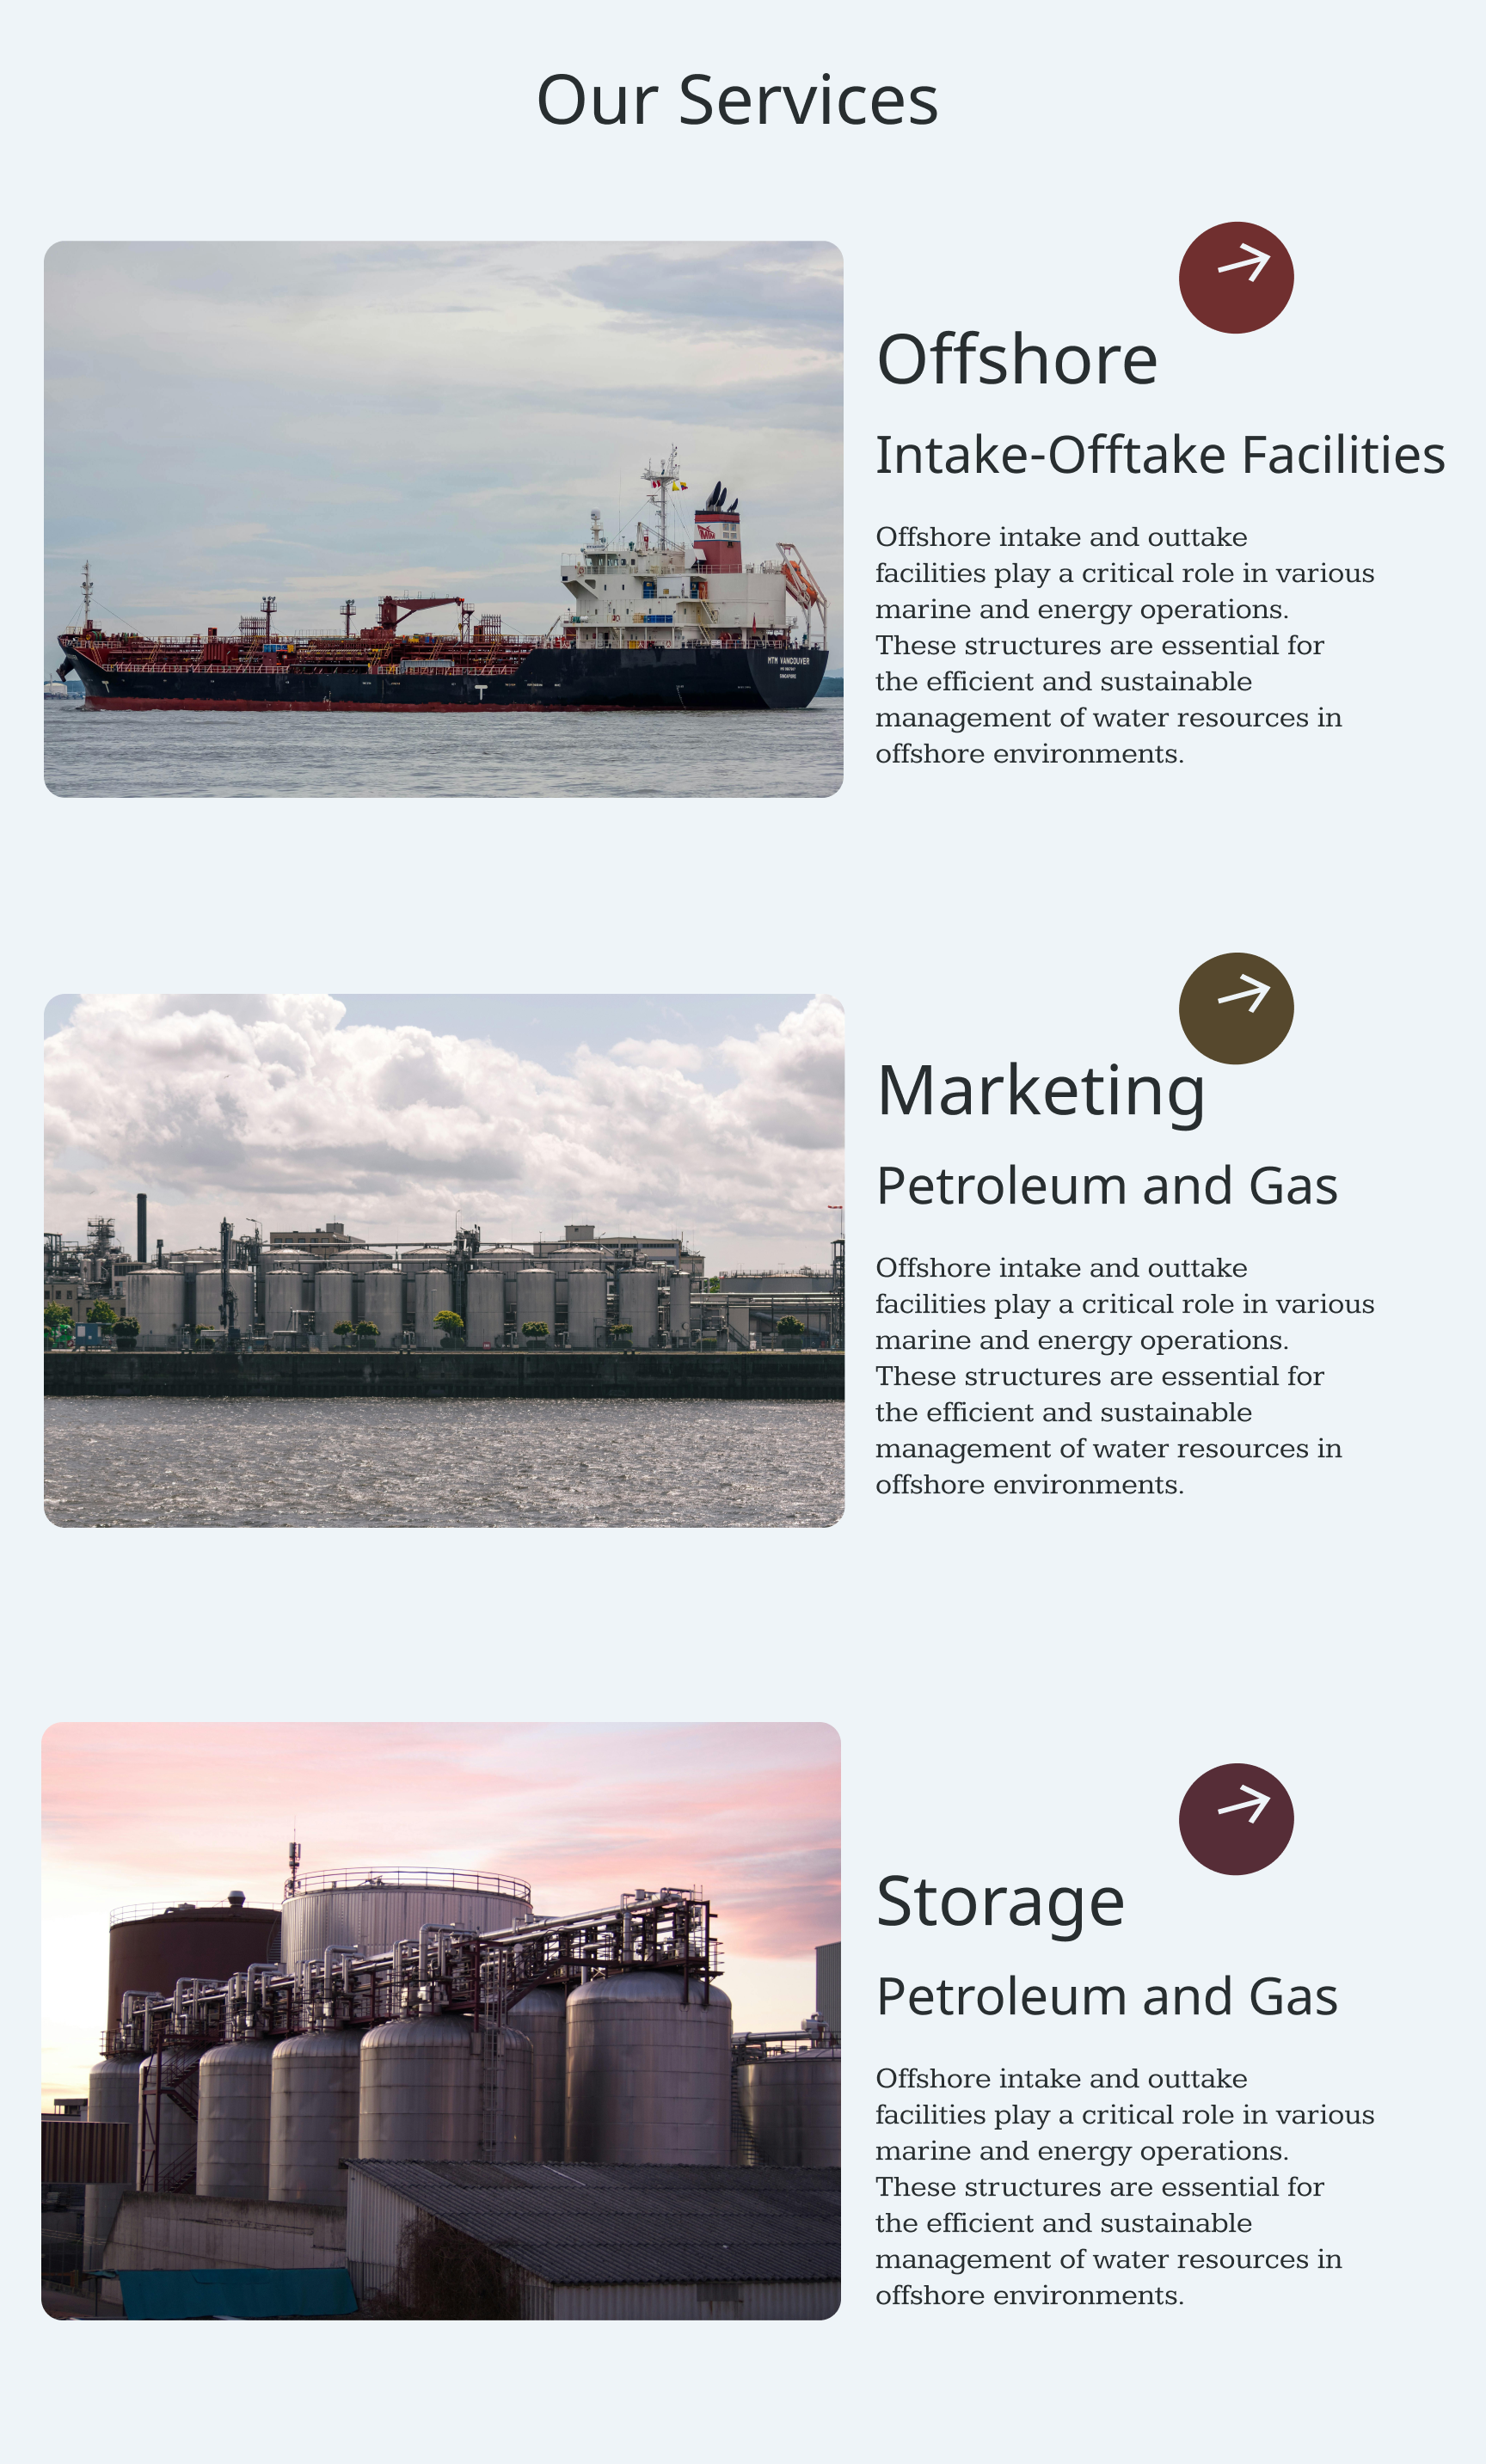 Our Services
Offshore
Intake-Offtake Facilities
Offshore intake and outtake
facilities play a critical role in various
marine and energy operations.
These structures are essential for
the efficient and sustainable
management of water resources in
offshore environments.
MTM VANCOUVER
SINGAPORE
Marketing
Petroleum and Gas
Offshore intake and outtake
facilities play a critical role in various
marine and energy operations.
These structures are essential for
the efficient and sustainable
management of water resources in
offshore environments.
Storage
Petroleum and Gas
Offshore intake and outtake
facilities play a critical role in various
marine and energy operations.
These structures are essential for
the efficient and sustainable
management of water resources in
offshore environments.